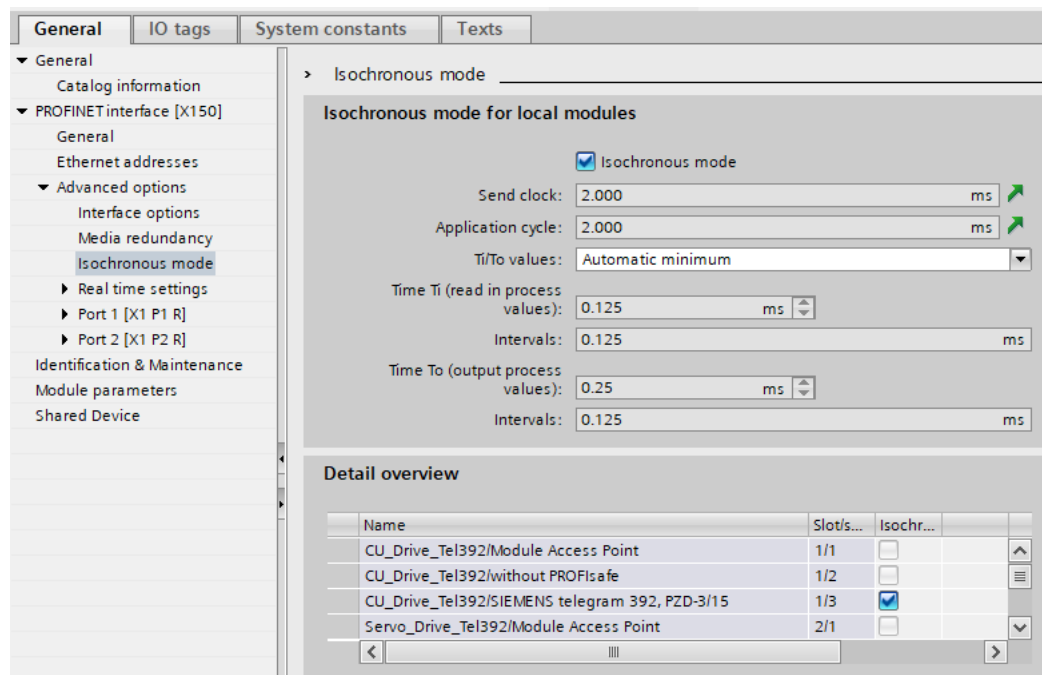 General
IO tags
System constants
Texts
General
Catalog information
PROFINET interface [X150]
General
Ethernet addresses
Advanced options
Interface options
Media redundancy
Isochronous mode
Real time settings
Port 1 [X1 P1 R]
Port 2 [X1 P2 R]
Identification & Maintenance
Module parameters
Shared Device
Isochronous mode
Isochronous mode for local modules
Isochronous mode
Send clock: 2.000 ms
Application cycle: 2.000 ms
Ti/To values: Automatic minimum
Time Ti (read in process
values): 0.125 ms
Intervals: 0.125 ms
Time To (output process
values): 0.25 ms
Intervals: 0.125 ms
Detail overview
Name Slot/s... Isochr...
CU_Drive_Tel392/Module Access Point 1/1
CU_Drive_Tel392/without PROFIsafe 1/2
CU_Drive_Tel392/SIEMENS telegram 392, PZD-3/15 1/3
Servo_Drive_Tel392/Module Access Point 2/1